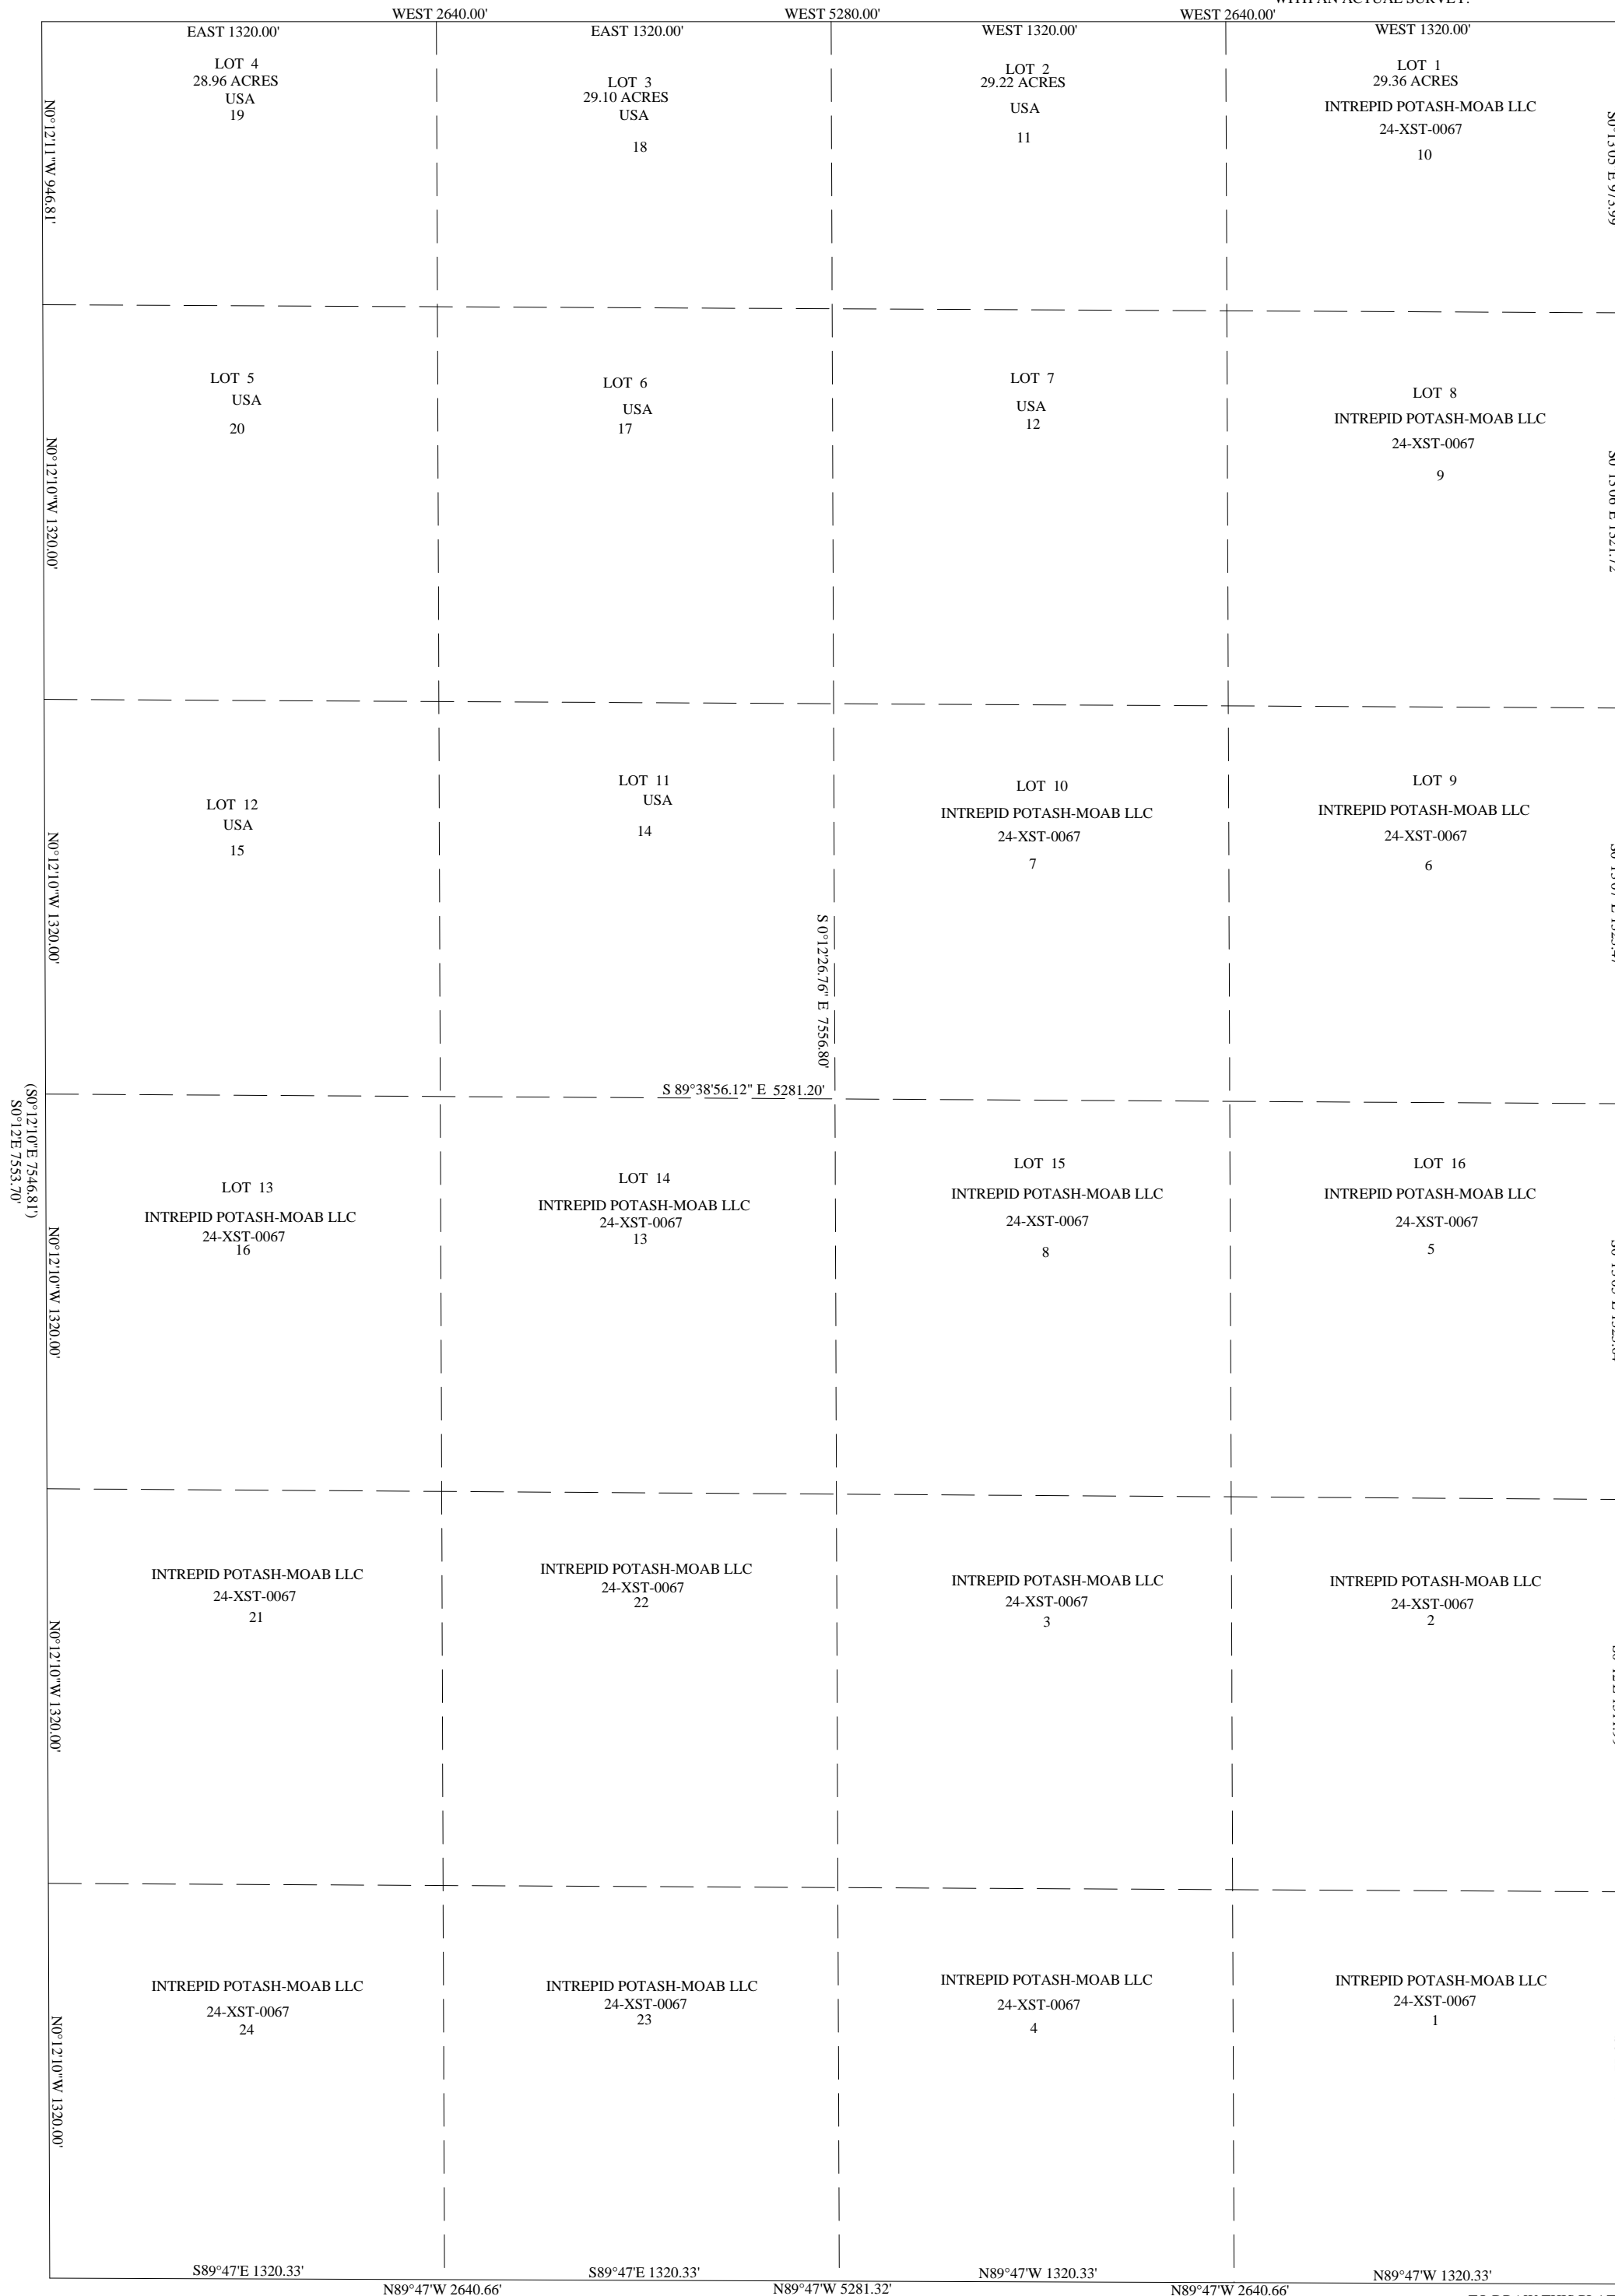 WEST 2640.00'
WEST 5280.00'
WEST 2640.00'
EAST 1320.00'
EAST 1320.00'
WEST 1320.00'
WEST 1320.00'
LOT 4
28.96 ACRES
USA
19
LOT 3
29.10 ACRES
USA
18
LOT 2
29.22 ACRES
USA
11
LOT 1
29.36 ACRES
INTREPID POTASH-MOAB LLC
24-XST-0067
10
N0°12'11"W 946.81'
LOT 5
USA
20
LOT 6
USA
17
LOT 7
USA
12
LOT 8
INTREPID POTASH-MOAB LLC
24-XST-0067
9
N0°12'10"W 1320.00'
LOT 12
USA
15
LOT 11
USA
14
LOT 10
INTREPID POTASH-MOAB LLC
24-XST-0067
7
LOT 9
INTREPID POTASH-MOAB LLC
24-XST-0067
6
N0°12'10"W 1320.00'
S 0°12'26.76" E 7556.80'
S 89°38'56.12" E 5281.20'
(S0°12'10"E 7546.81')
S0°12'E 7553.70'
LOT 13
INTREPID POTASH-MOAB LLC
24-XST-0067
16
LOT 14
INTREPID POTASH-MOAB LLC
24-XST-0067
13
LOT 15
INTREPID POTASH-MOAB LLC
24-XST-0067
8
LOT 16
INTREPID POTASH-MOAB LLC
24-XST-0067
5
N0°12'10"W 1320.00'
INTREPID POTASH-MOAB LLC
24-XST-0067
21
INTREPID POTASH-MOAB LLC
24-XST-0067
22
INTREPID POTASH-MOAB LLC
24-XST-0067
3
INTREPID POTASH-MOAB LLC
24-XST-0067
2
N0°12'10"W 1320.00'
INTREPID POTASH-MOAB LLC
24-XST-0067
24
INTREPID POTASH-MOAB LLC
24-XST-0067
23
INTREPID POTASH-MOAB LLC
24-XST-0067
4
INTREPID POTASH-MOAB LLC
24-XST-0067
1
N0°12'10"W 1320.00'
S89°47'E 1320.33'
S89°47'E 1320.33'
N89°47'W 1320.33'
N89°47'W 1320.33'
N89°47'W 2640.66'
N89°47'W 5281.32'
N89°47'W 2640.66'